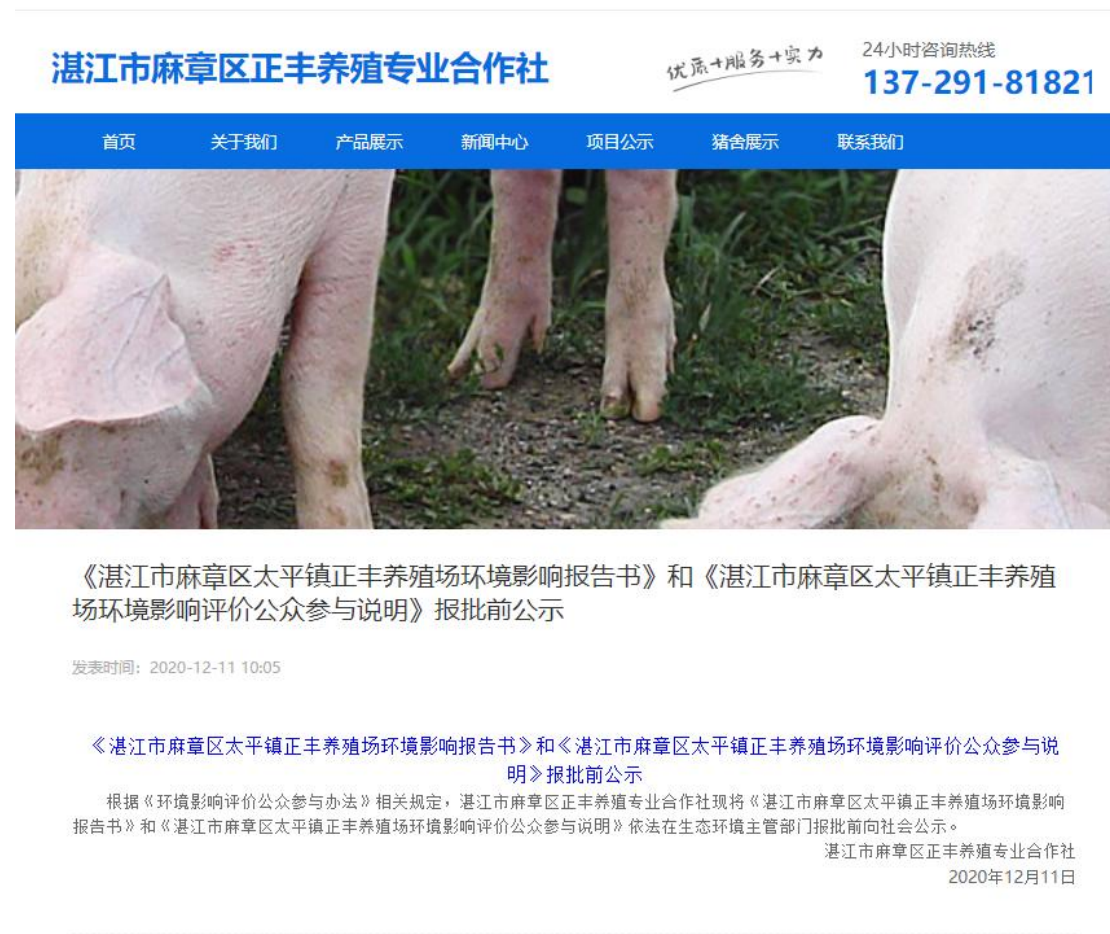 湛江市麻章区正丰养殖专业合作社
优质+服务+实力
24小时咨询热线
137-291-81821
首页 关于我们 产品展示 新闻中心 项目公示 猪舍展示 联系我们
《湛江市麻章区太平镇正丰养殖场环境影响报告书》和《湛江市麻章区太平镇正丰养殖
场环境影响评价公众参与说明》报批前公示
发表时间：2020-12-11 10:05
《湛江市麻章区太平镇正丰养殖场环境影响报告书》和《湛江市麻章区太平镇正丰养殖场环境影响评价公众参与说
明》报批前公示
根据《环境影响评价公众参与办法》相关规定，湛江市麻章区正丰养殖专业合作社现将《湛江市麻章区太平镇正丰养殖场环境影响
报告书》和《湛江市麻章区太平镇正丰养殖场环境影响评价公众参与说明》依法在生态环境主管部门报批前向社会公示。
湛江市麻章区正丰养殖专业合作社
2020年12月11日